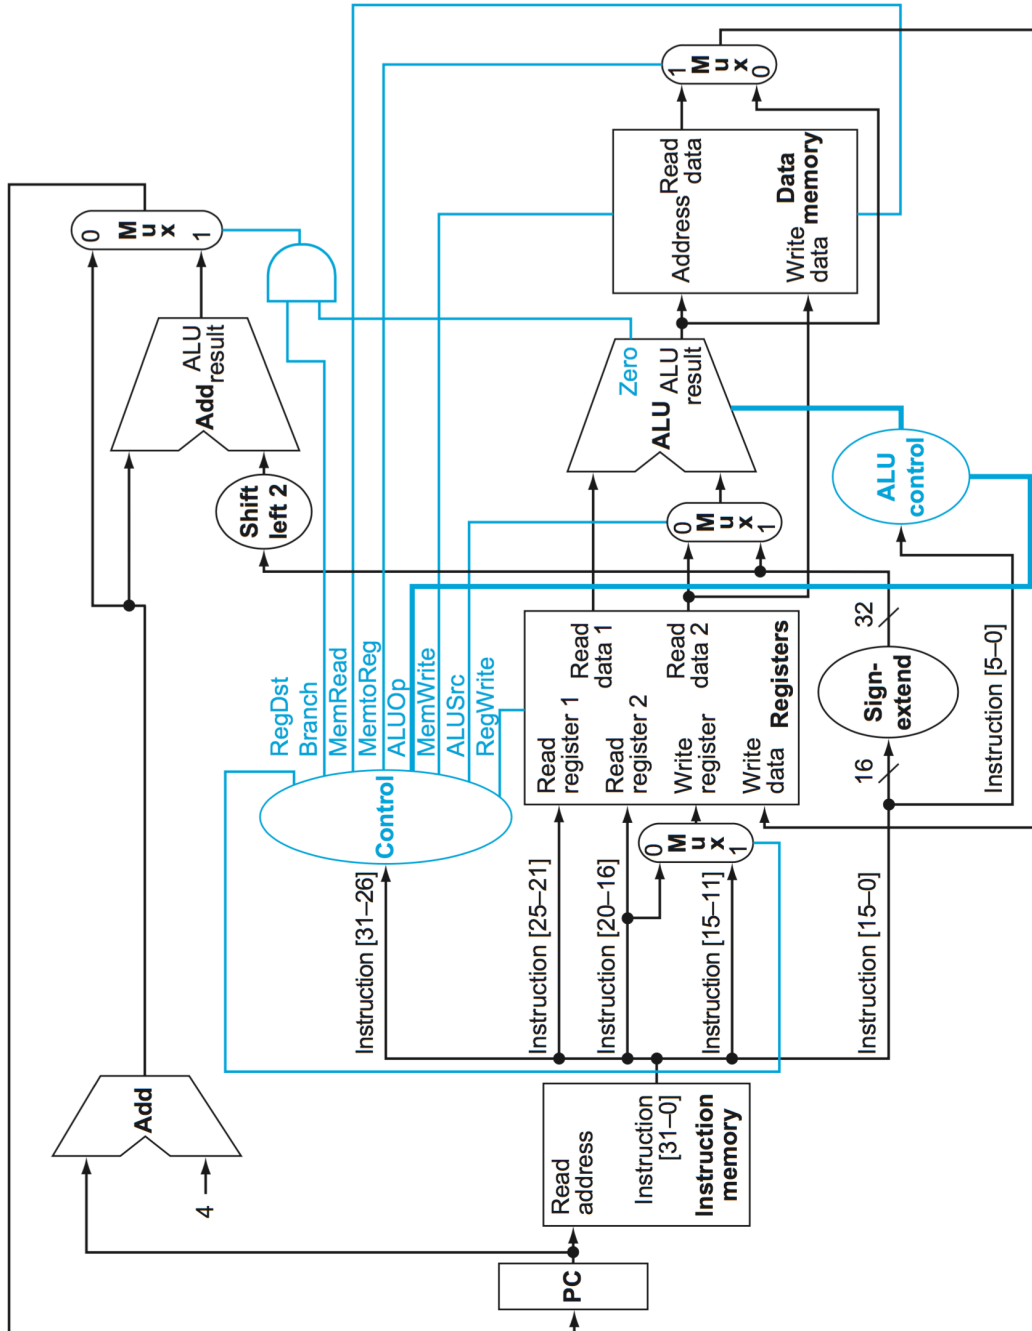 PC
4
Add
Read
address
Instruction
[31–0]
Instruction
memory
Instruction [31–26]
Instruction [25–21]
Instruction [20–16]
Instruction [15–11]
Instruction [15–0]
Instruction [5–0]
Control
RegDst
Branch
MemRead
MemtoReg
ALUOp
MemWrite
ALUSrc
RegWrite
0
M
u
x
1
Read
register 1
Read
register 2
Write
register
Write
data
Read
data 1
Read
data 2
Registers
16
Sign-
extend
32
Shift
left 2
Add
ALU
result
0
M
u
x
1
0
M
u
x
1
Zero
ALU
ALU
result
ALU
control
Address
Read
data
Write
data
Data
memory
1
M
u
x
0